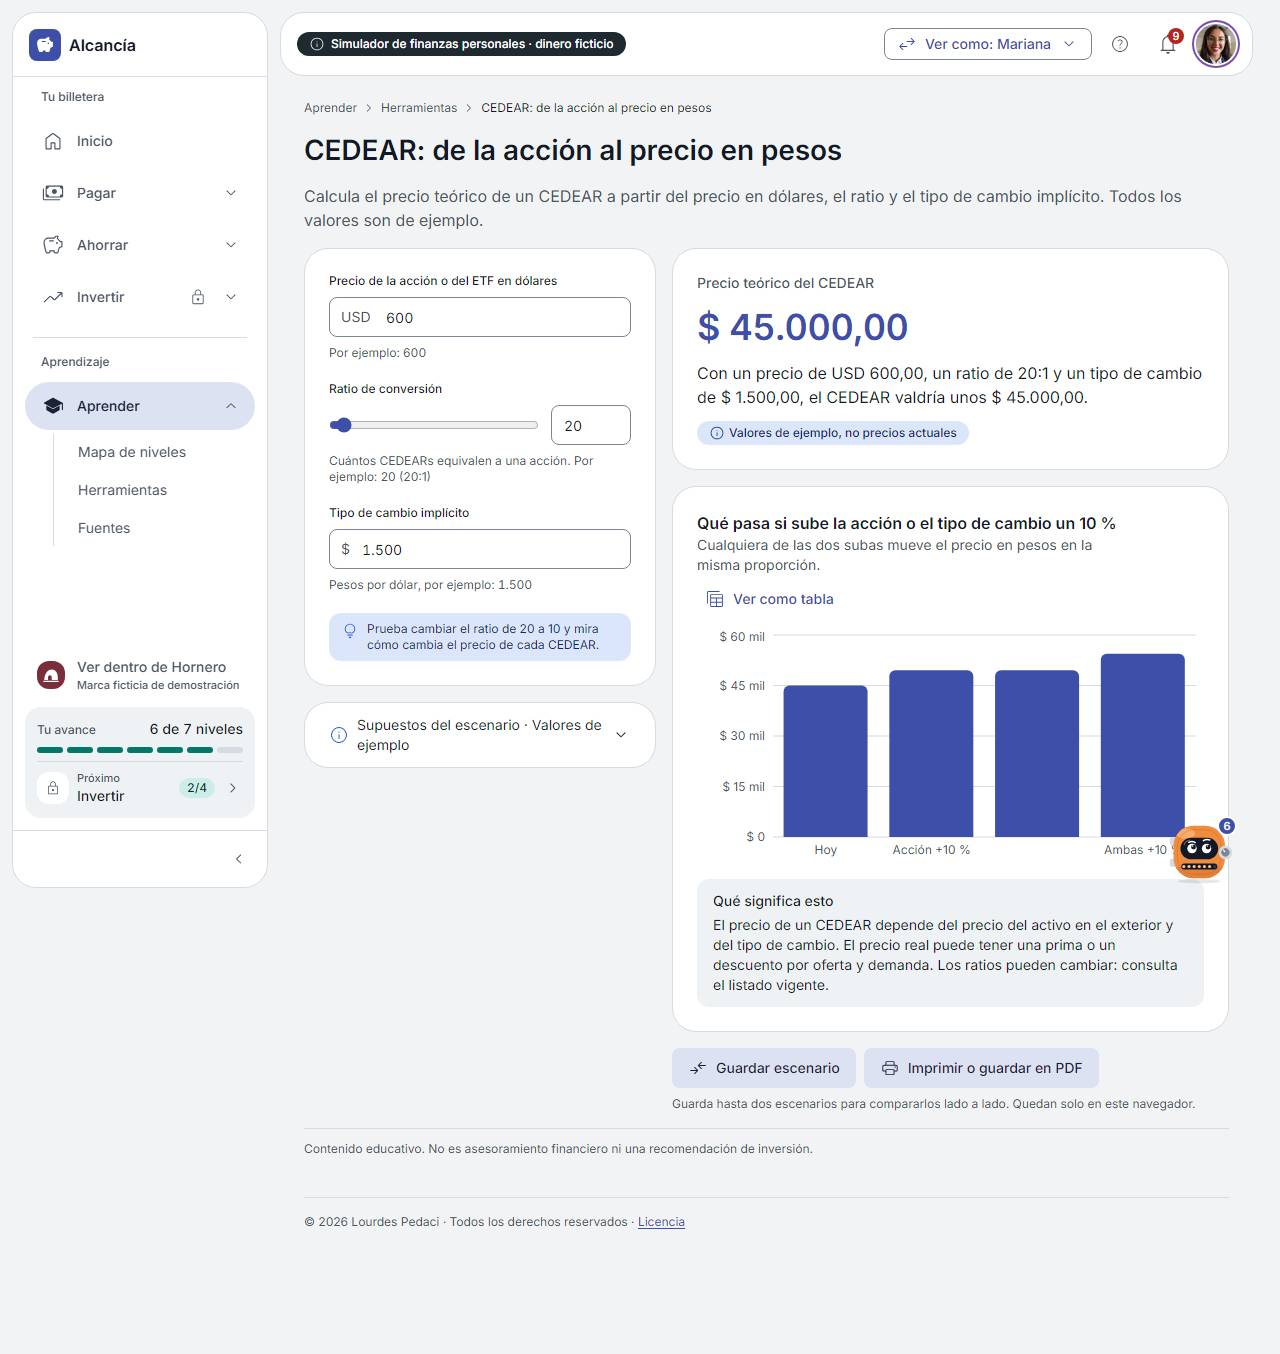 Alcancía
Simulador de finanzas personales · dinero ficticio
Ver como: Mariana
9
Tu billetera
Inicio
Pagar
Ahorrar
Invertir
Aprendizaje
Aprender
Mapa de niveles
Herramientas
Fuentes
Ver dentro de Hornero
Marca ficticia de demostración
Tu avance
6 de 7 niveles
Próximo
Invertir
2/4
Aprender
Herramientas
CEDEAR: de la acción al precio en pesos
CEDEAR: de la acción al precio en pesos
Calcula el precio teórico de un CEDEAR a partir del precio en dólares, el ratio y el tipo de cambio implícito. Todos los
valores son de ejemplo.
Precio de la acción o del ETF en dólares
USD 600
Por ejemplo: 600
Ratio de conversión
20
Cuántos CEDEARs equivalen a una acción. Por
ejemplo: 20 (20:1)
Tipo de cambio implícito
$ 1.500
Pesos por dólar, por ejemplo: 1.500
Prueba cambiar el ratio de 20 a 10 y mira
cómo cambia el precio de cada CEDEAR.
Supuestos del escenario · Valores de
ejemplo
Precio teórico del CEDEAR
$ 45.000,00
Con un precio de USD 600,00, un ratio de 20:1 y un tipo de cambio
de $ 1.500,00, el CEDEAR valdría unos $ 45.000,00.
Valores de ejemplo, no precios actuales
Qué pasa si sube la acción o el tipo de cambio un 10 %
Cualquiera de las dos subas mueve el precio en pesos en la
misma proporción.
Ver como tabla
$ 60 mil
$ 45 mil
$ 30 mil
$ 15 mil
$ 0
Hoy
Acción +10 %
Ambas +10
6
Qué significa esto
El precio de un CEDEAR depende del precio del activo en el exterior y
del tipo de cambio. El precio real puede tener una prima o un
descuento por oferta y demanda. Los ratios pueden cambiar: consulta
el listado vigente.
Guardar escenario
Imprimir o guardar en PDF
Guarda hasta dos escenarios para compararlos lado a lado. Quedan solo en este navegador.
Contenido educativo. No es asesoramiento financiero ni una recomendación de inversión.
© 2026 Lourdes Pedaci · Todos los derechos reservados · Licencia